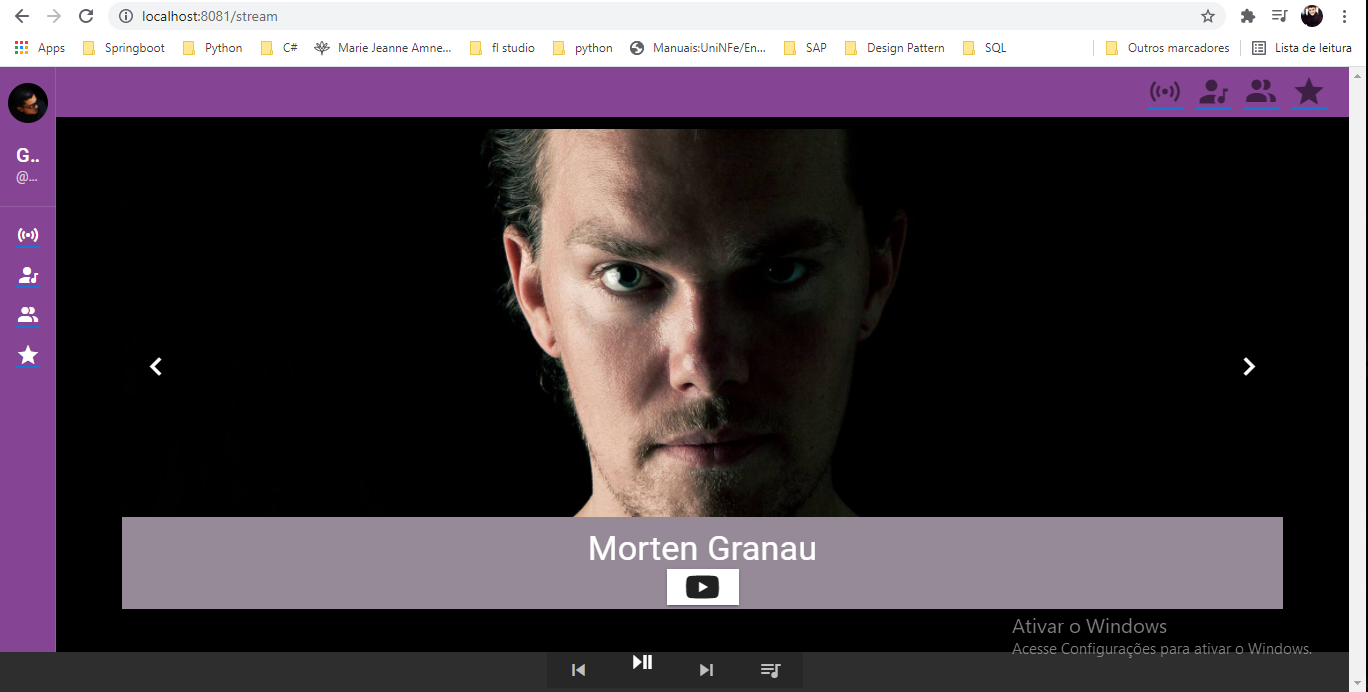 localhost:8081/stream
Apps Springboot Python C# Marie Jeanne Amne... fl studio python Manuais:UniNFe/En... SAP Design Pattern SQL Outros marcadores Lista de leitura
G..
@...
Morten Granau
Ativar o Windows
Acesse Configurações para ativar o Windows.